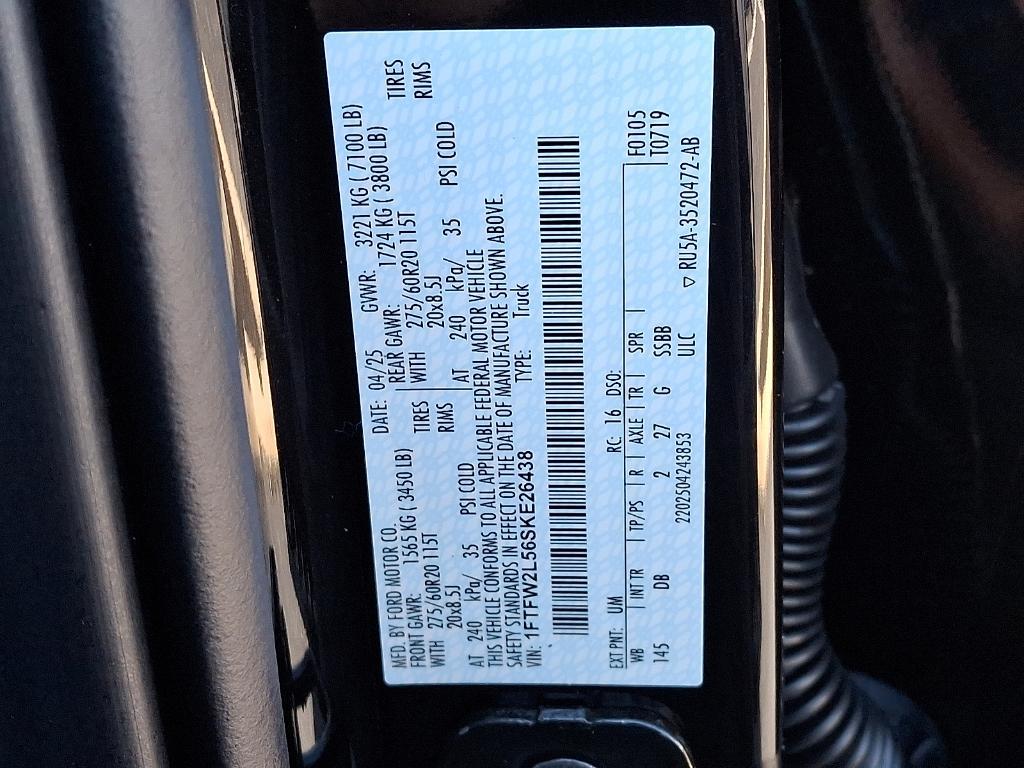 MFD. BY FORD MOTOR CO. DATE: 04/25 GVWR: 3221 KG ( 7100 LB)
FRONT GAWR: 1565 KG ( 3450 LB) REAR GAWR: 1724 KG ( 3800 LB)
WITH 275/60R20 115T TIRES WITH 275/60R20 115T TIRES
20x8.5J RIMS 20x8.5J RIMS
AT 240 kPa/ 35 PSI COLD AT 240 kPa/ 35 PSI COLD
THIS VEHICLE CONFORMS TO ALL APPLICABLE FEDERAL MOTOR VEHICLE
SAFETY STANDARDS IN EFFECT ON THE DATE OF MANUFACTURE SHOWN ABOVE.
VIN: 1FTFW2L56SKE26438 TYPE: Truck
EXT PNT: UM RC: 16 DSO: F0105
WB INT TR TP/PS R AXLE TR SPR T0719
145 DB 2 27 G SSBB
2202504243853 ULC ▽ RU5A-3520472-AB